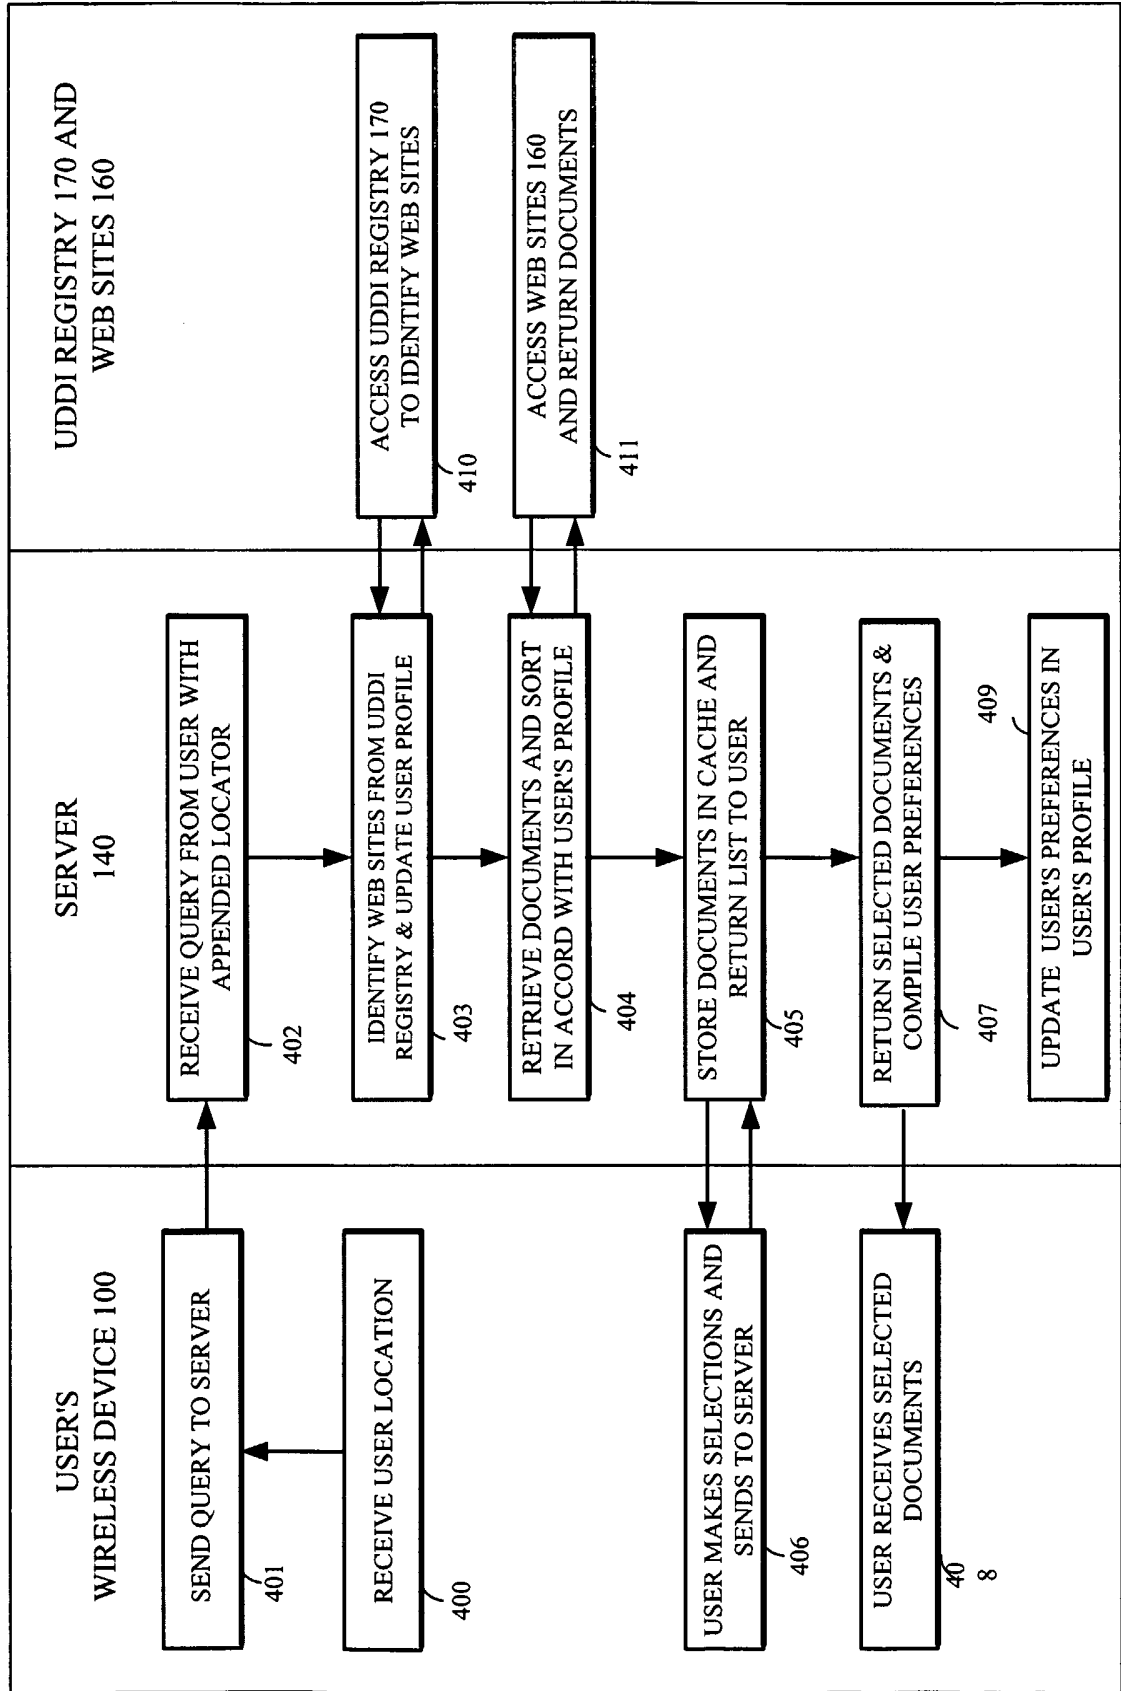 USER'S
WIRELESS DEVICE 100
SEND QUERY TO SERVER
401
RECEIVE USER LOCATION
400
USER MAKES SELECTIONS AND
SENDS TO SERVER
406
USER RECEIVES SELECTED
DOCUMENTS
40
8
SERVER
140
RECEIVE QUERY FROM USER WITH
APPENDED LOCATOR
402
IDENTIFY WEB SITES FROM UDDI
REGISTRY & UPDATE USER PROFILE
403
RETRIEVE DOCUMENTS AND SORT
IN ACCORD WITH USER'S PROFILE
404
STORE DOCUMENTS IN CACHE AND
RETURN LIST TO USER
405
RETURN SELECTED DOCUMENTS &
COMPILE USER PREFERENCES
407
409
UPDATE USER'S PREFERENCES IN
USER'S PROFILE
UDDI REGISTRY 170 AND
WEB SITES 160
ACCESS UDDI REGISTRY 170
TO IDENTIFY WEB SITES
410
ACCESS WEB SITES 160
AND RETURN DOCUMENTS
411